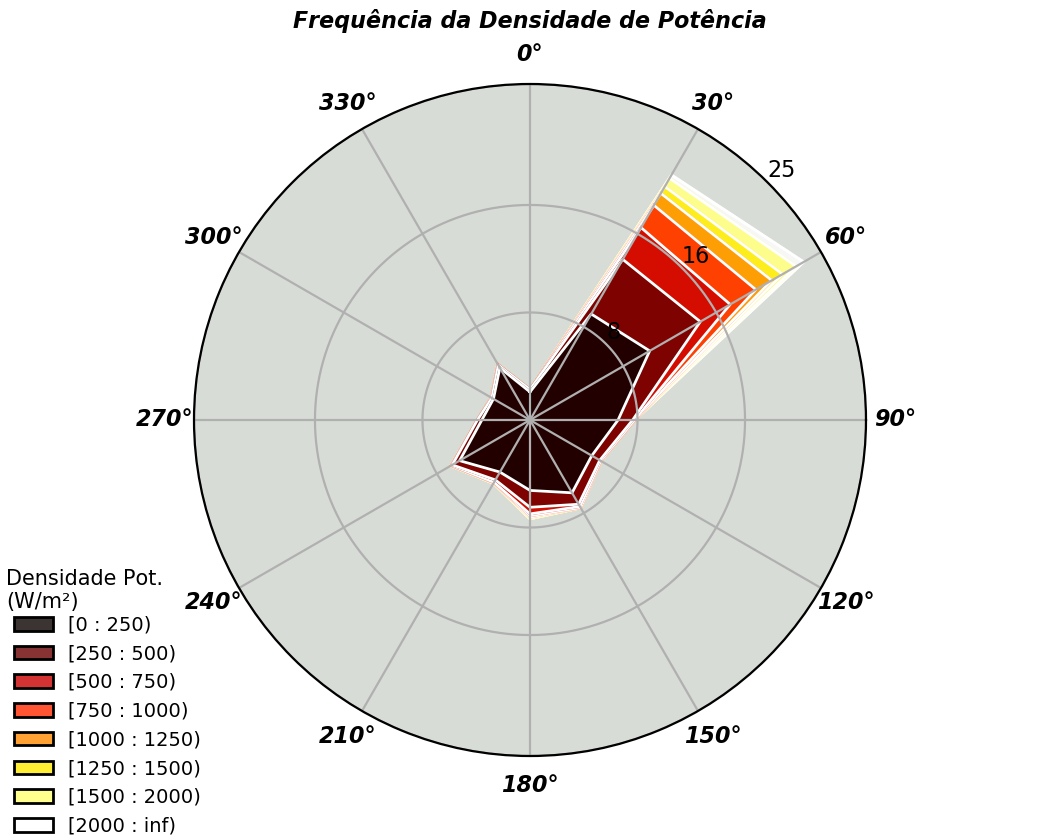 Frequência da Densidade de Potência
0°
330°
30°
25
300°
60°
16
8
270°
90°
Densidade Pot.
(W/m²)
240°
120°
[0 : 250)
[250 : 500)
[500 : 750)
[750 : 1000)
210°
150°
[1000 : 1250)
[1250 : 1500)
180°
[1500 : 2000)
[2000 : inf)